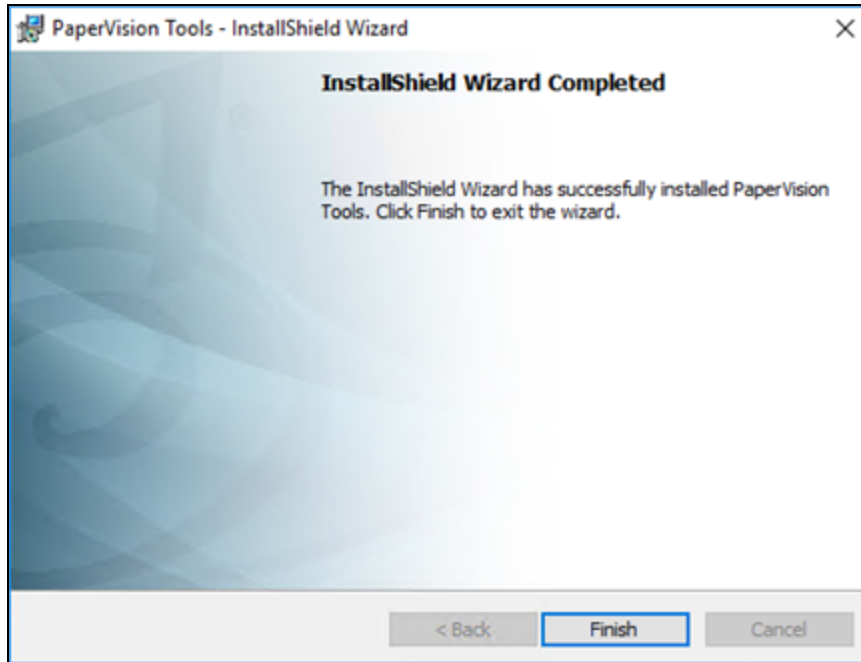 PaperVision Tools - InstallShield Wizard
InstallShield Wizard Completed
The InstallShield Wizard has successfully installed PaperVision
Tools. Click Finish to exit the wizard.
< Back Finish Cancel